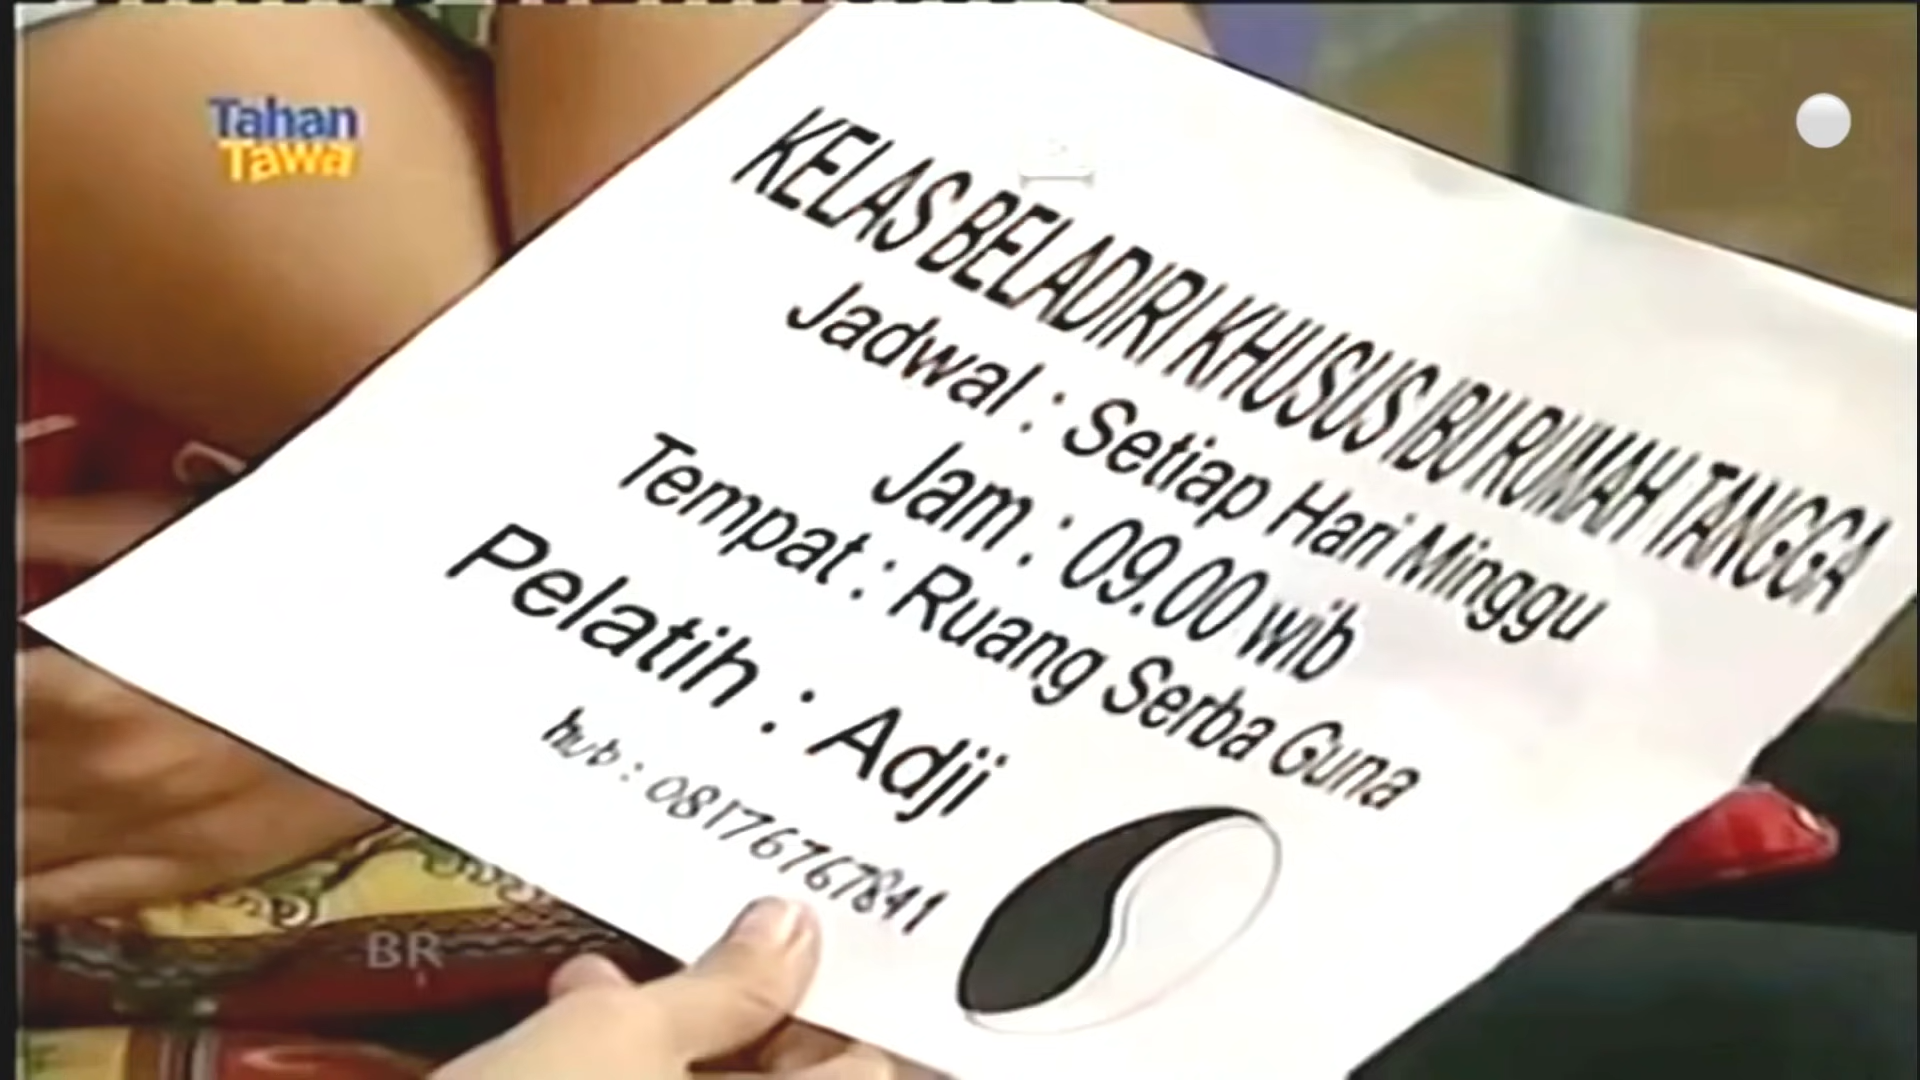 Tahan
Tawa
KELAS BELADIRI KHUSUS IBU RUMAH TANGGA
Jadwal : Setiap Hari Minggu
Jam : 09.00 wib
Tempat : Ruang Serba Guna
Pelatih : Adji
hub : 08176767841
BR